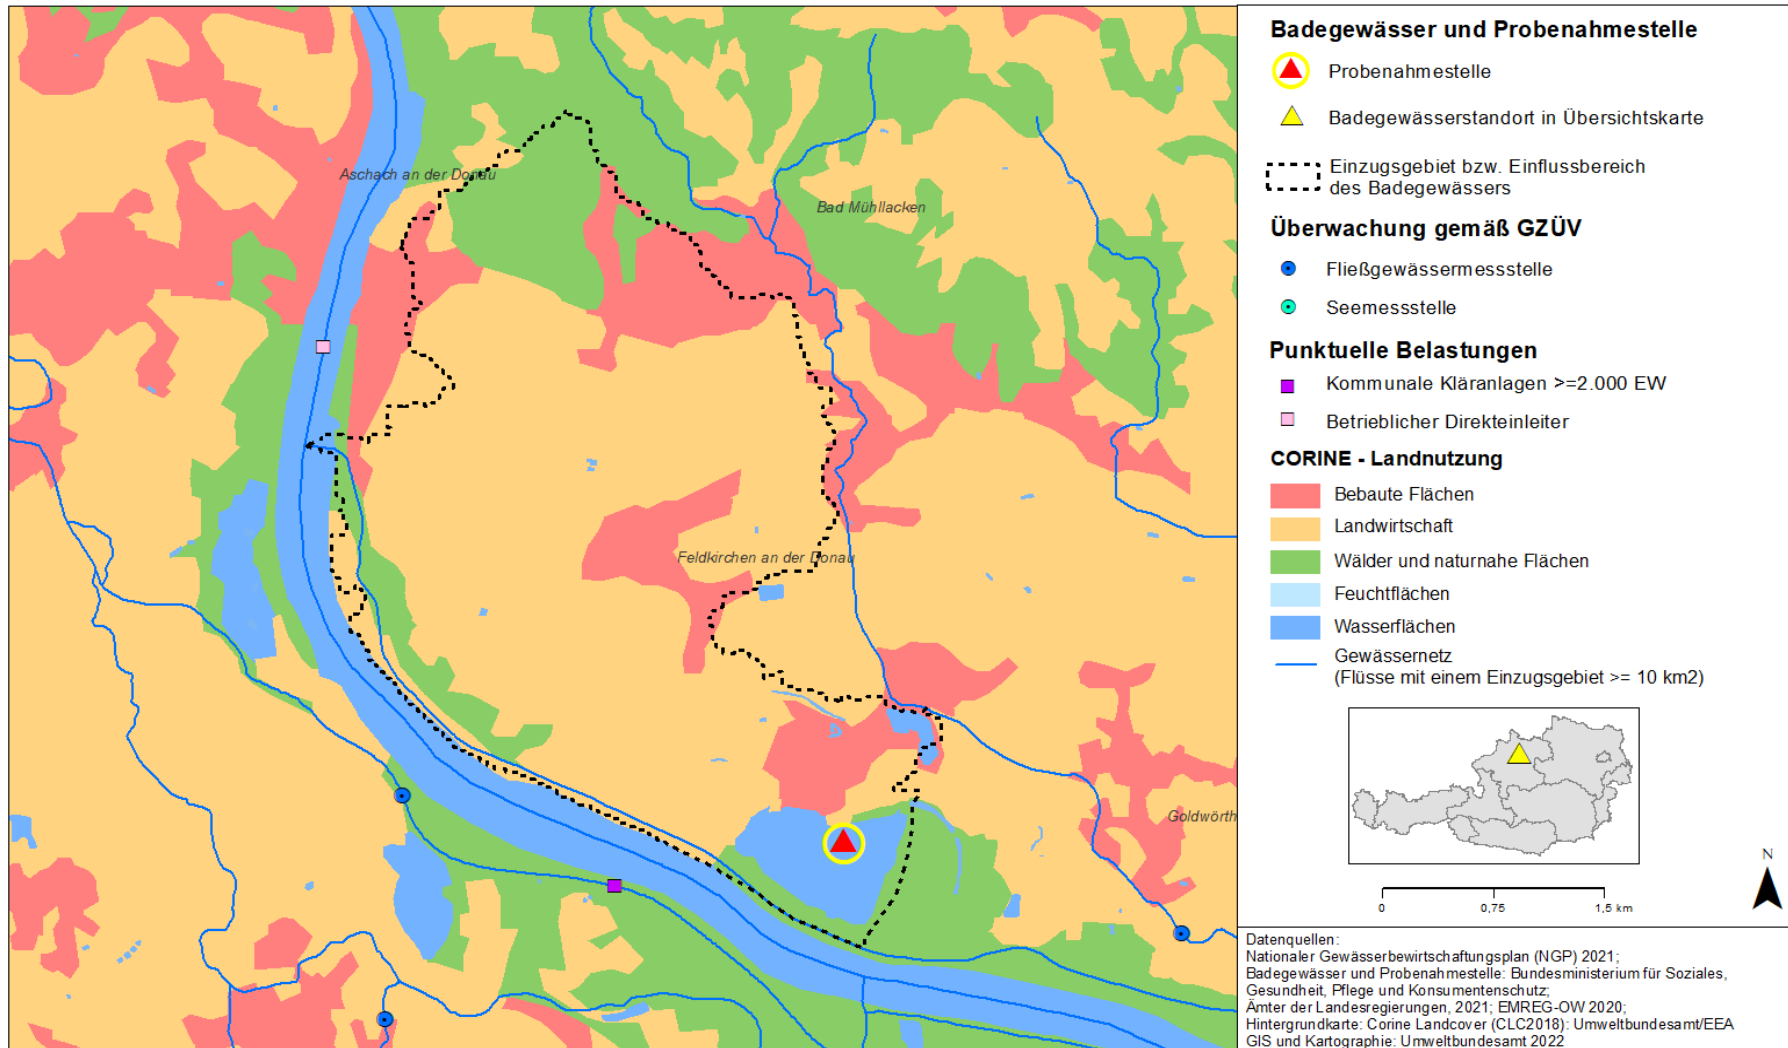 Aschach an der Donau
Bad Mühllacken
Feldkirchen an der Donau
Goldwörth
Badegewässer und Probenahmestelle
Probenahmestelle
Badegewässerstandort in Übersichtskarte
Einzugsgebiet bzw. Einflussbereich
des Badegewässers
Überwachung gemäß GZÜV
Fließgewässermessstelle
Seemessstelle
Punktuelle Belastungen
Kommunale Kläranlagen >=2.000 EW
Betrieblicher Direkteinleiter
CORINE - Landnutzung
Bebaute Flächen
Landwirtschaft
Wälder und naturnahe Flächen
Feuchtflächen
Wasserflächen
Gewässernetz
(Flüsse mit einem Einzugsgebiet >= 10 km2)
N
0 0,75 1,5 km
Datenquellen:
Nationaler Gewässerbewirtschaftungsplan (NGP) 2021;
Badegewässer und Probenahmestelle: Bundesministerium für Soziales,
Gesundheit, Pflege und Konsumentenschutz;
Ämter der Landesregierungen, 2021; EMREG-OW 2020;
Hintergrundkarte: Corine Landcover (CLC2018): Umweltbundesamt/EEA
GIS und Kartographie: Umweltbundesamt 2022